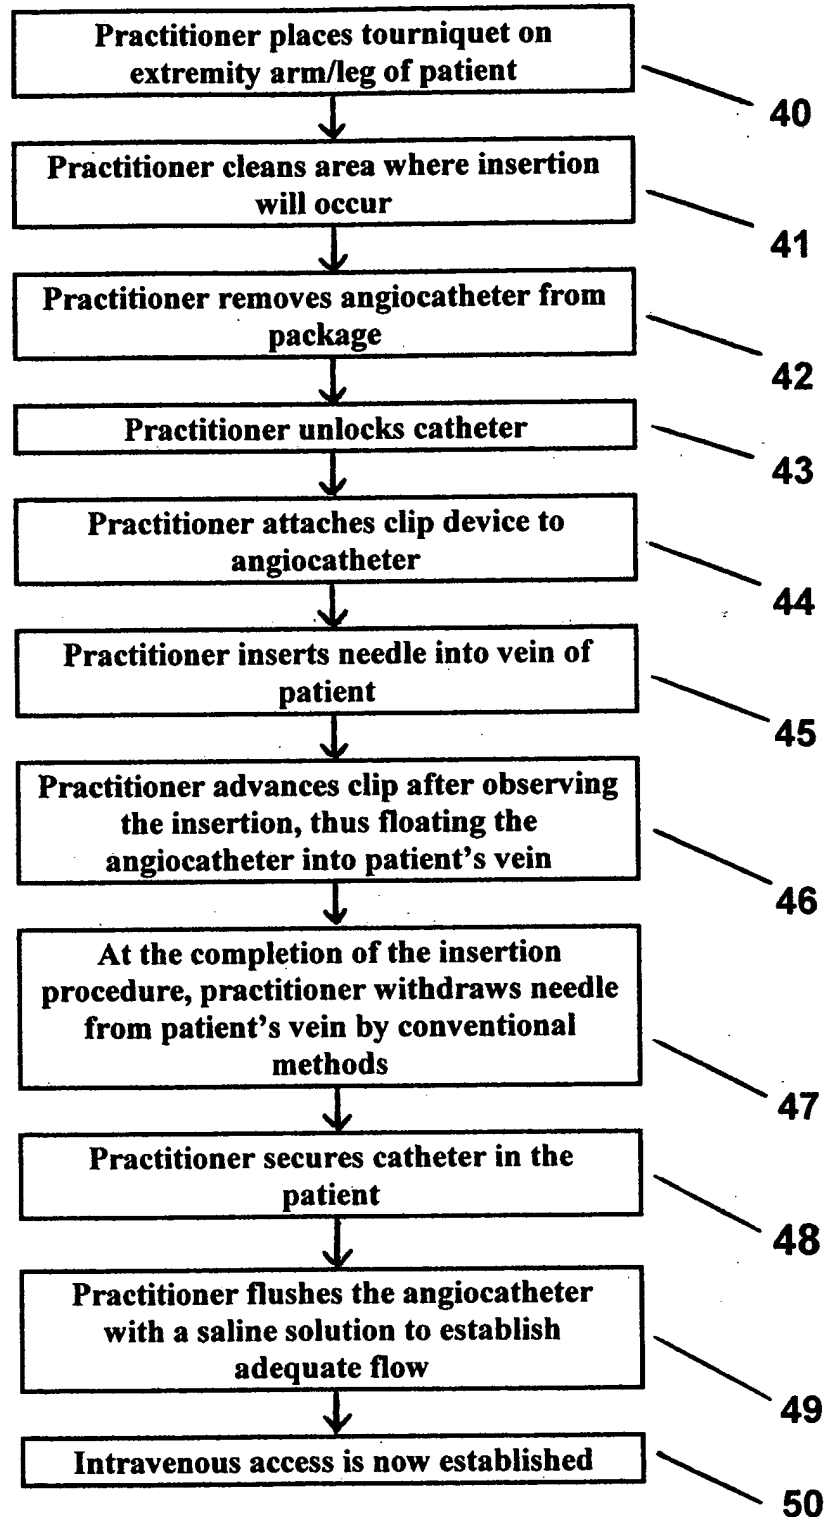 Practitioner places tourniquet on
extremity arm/leg of patient
40
Practitioner cleans area where insertion
will occur
41
Practitioner removes angiocatheter from
package
42
Practitioner unlocks catheter
43
Practitioner attaches clip device to
angiocatheter
44
Practitioner inserts needle into vein of
patient
45
Practitioner advances clip after observing
the insertion, thus floating the
angiocatheter into patient's vein
46
At the completion of the insertion
procedure, practitioner withdraws needle
from patient's vein by conventional
methods
47
Practitioner secures catheter in the
patient
48
Practitioner flushes the angiocatheter
with a saline solution to establish
adequate flow
49
Intravenous access is now established
50